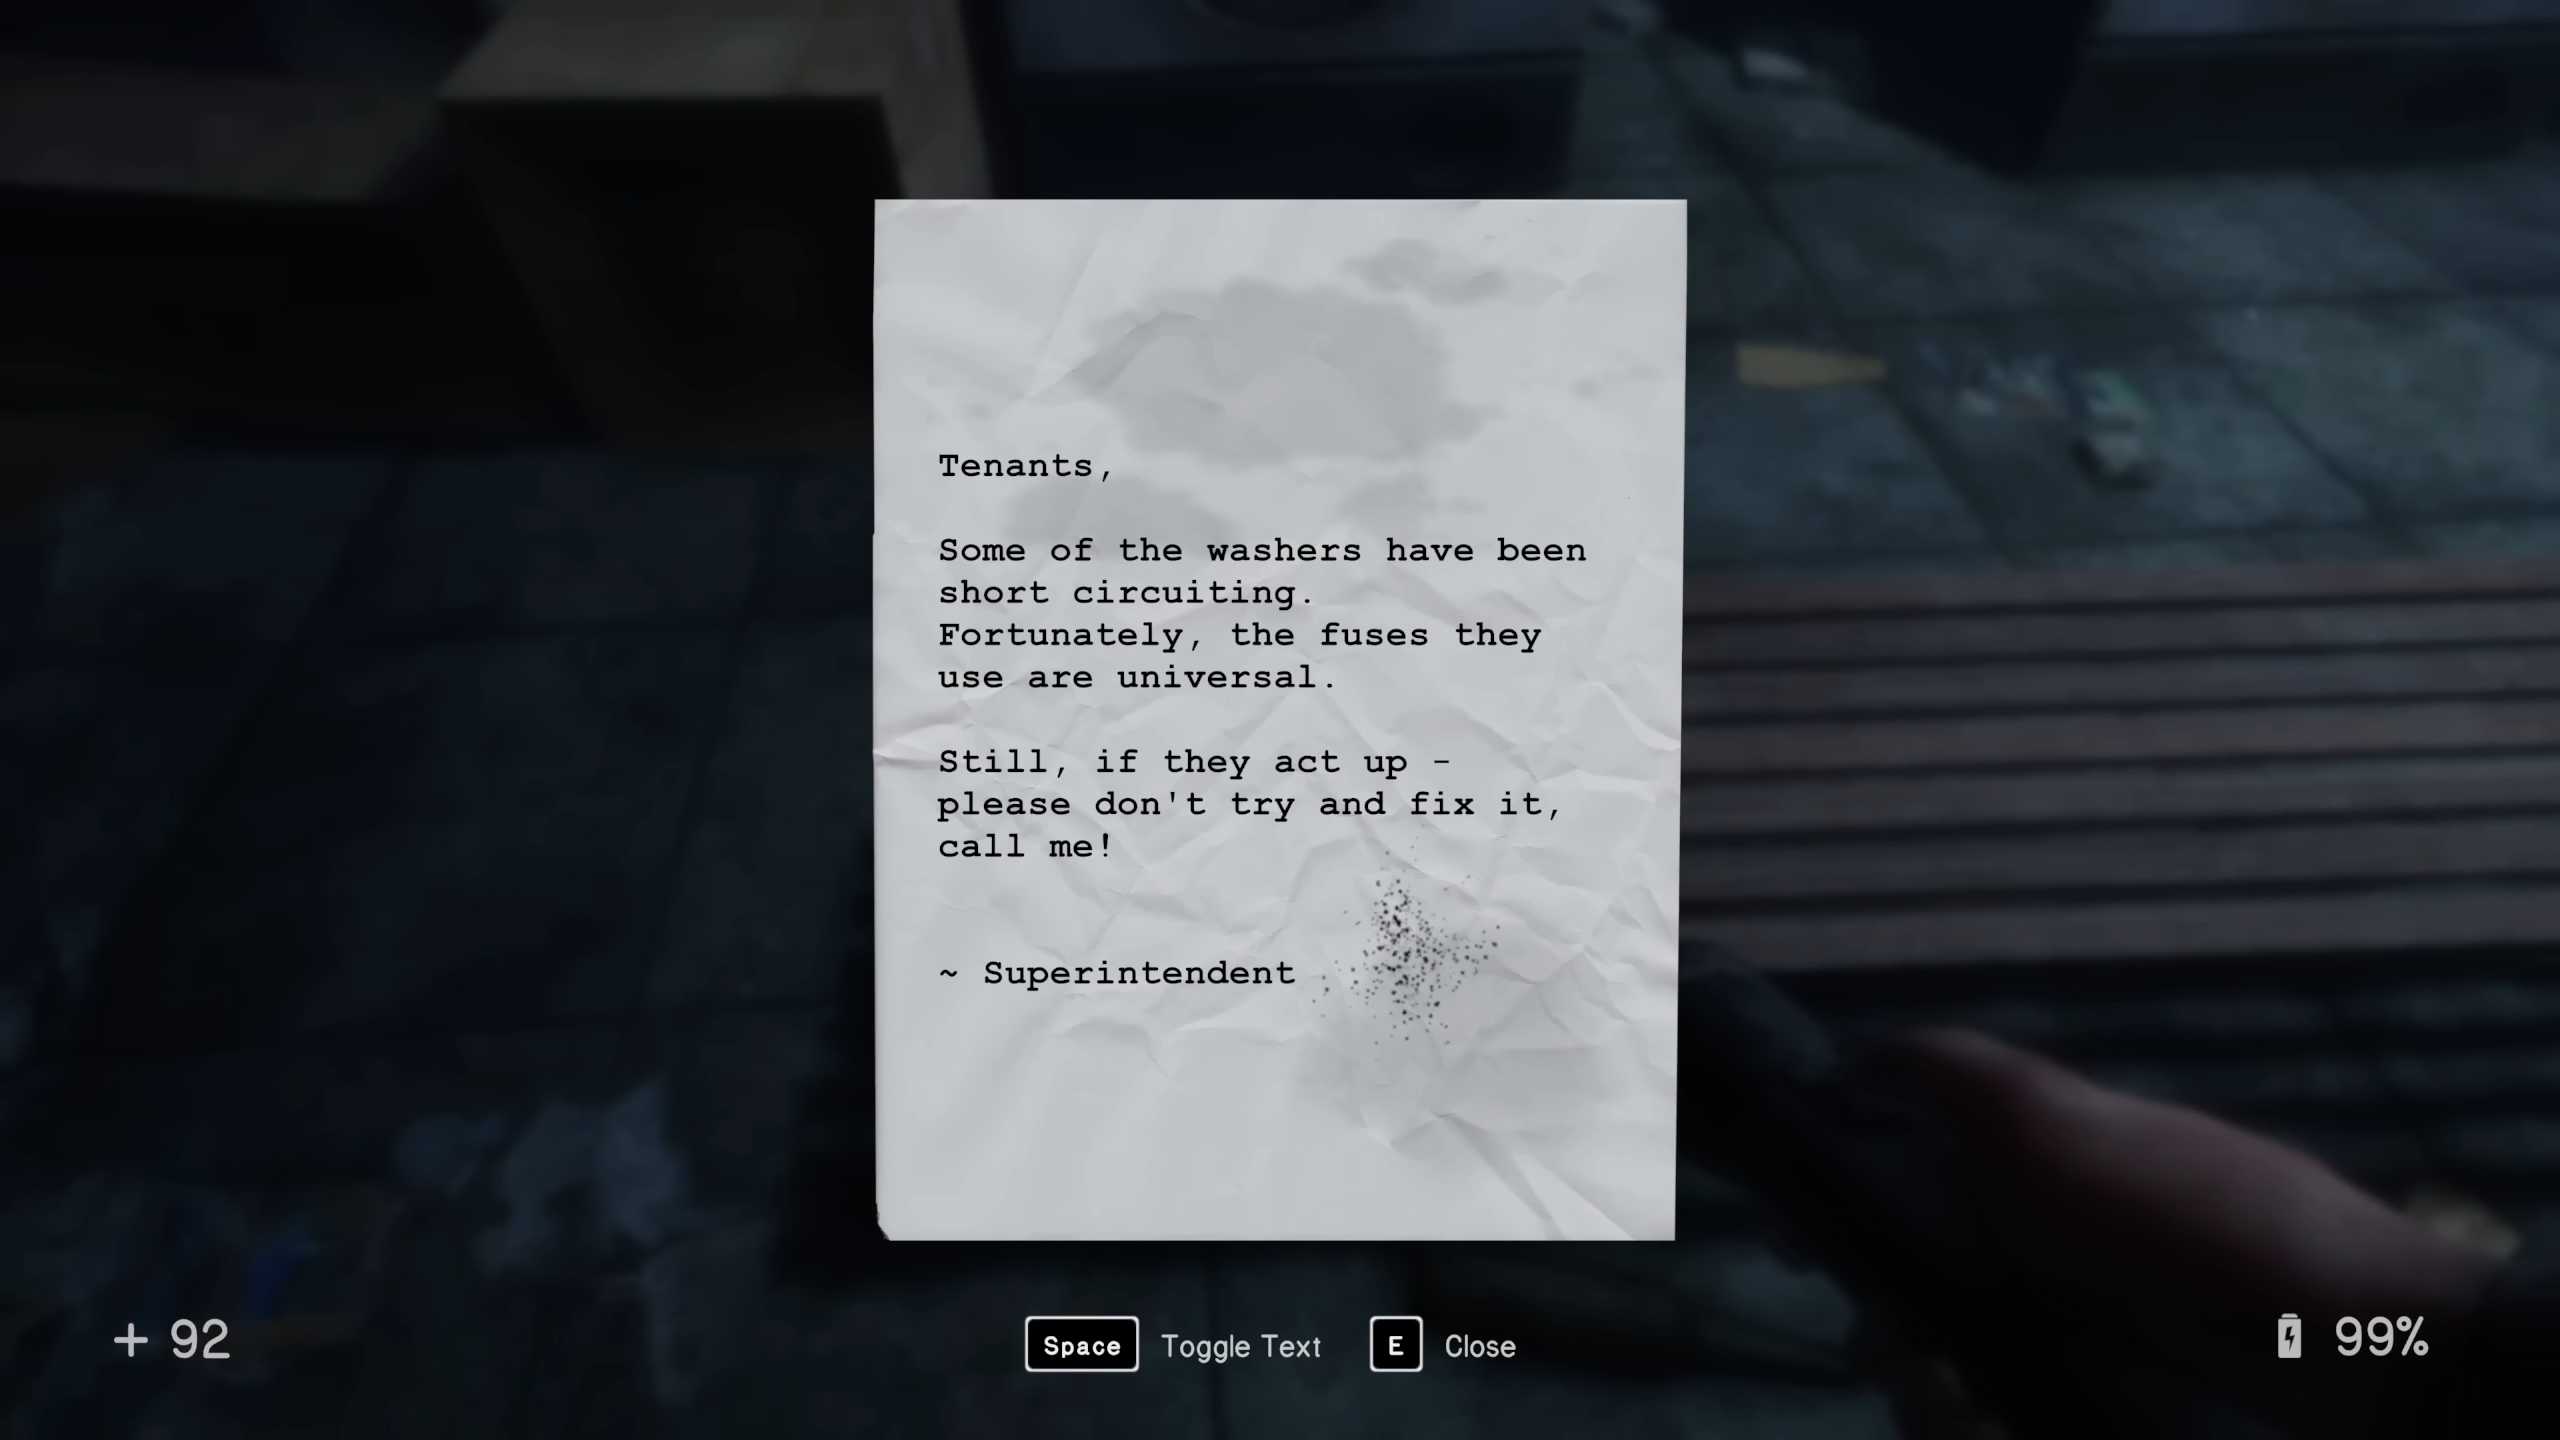 Tenants,
Some of the washers have been
short circuiting.
Fortunately, the fuses they
use are universal.
Still, if they act up -
please don't try and fix it,
call me!
~ Superintendent
+ 92
Space Toggle Text E Close
99%